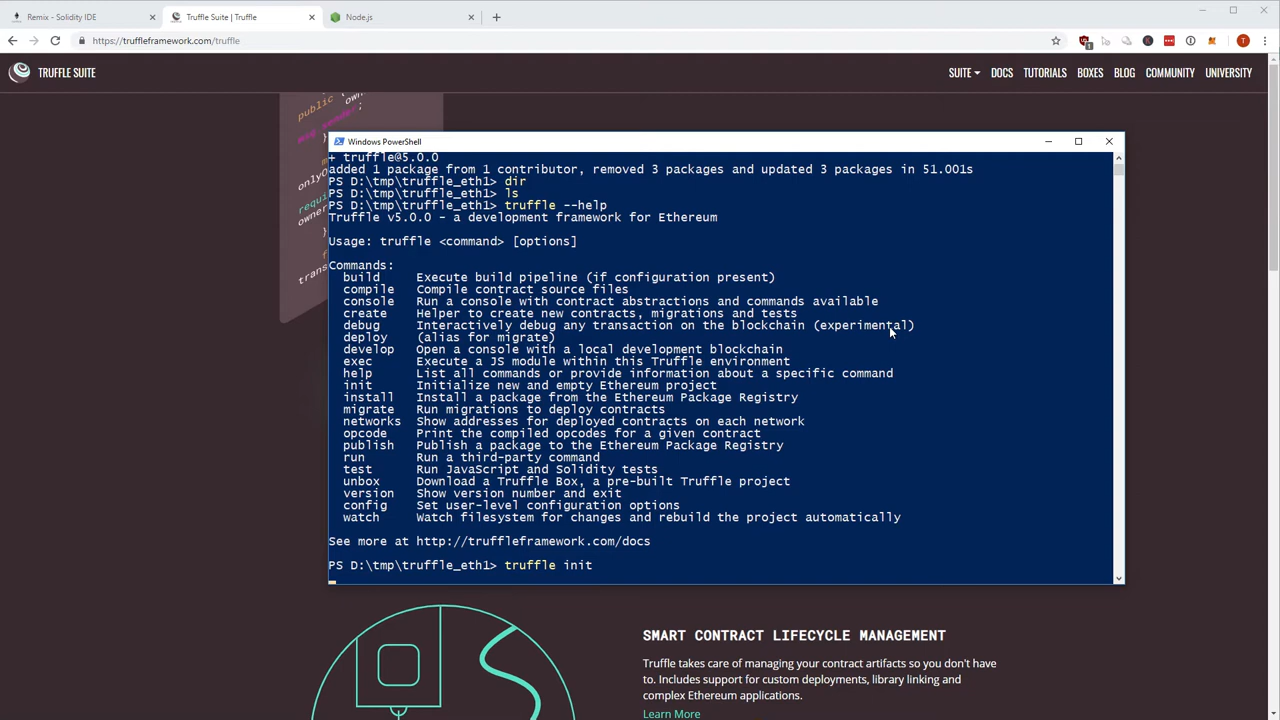 Remix - Solidity IDE
Truffle Suite | Truffle
Node.js
https://truffleframework.com/truffle
1
T
TRUFFLE SUITE
SUITE
DOCS
TUTORIALS
BOXES
BLOG
COMMUNITY
UNIVERSITY
public
msg.sender;
Windows PowerShell
+ truffle@5.0.0
added 1 package from 1 contributor, removed 3 packages and updated 3 packages in 51.001s
PS D:\tmp\truffle_eth1> dir
PS D:\tmp\truffle_eth1> ls
PS D:\tmp\truffle_eth1> truffle --help
Truffle v5.0.0 - a development framework for Ethereum
Usage: truffle <command> [options]
Commands:
build Execute build pipeline (if configuration present)
compile Compile contract source files
console Run a console with contract abstractions and commands available
create Helper to create new contracts, migrations and tests
debug Interactively debug any transaction on the blockchain (experimental)
deploy (alias for migrate)
develop Open a console with a local development blockchain
exec Execute a JS module within this Truffle environment
help List all commands or provide information about a specific command
init Initialize new and empty Ethereum project
install Install a package from the Ethereum Package Registry
migrate Run migrations to deploy contracts
networks Show addresses for deployed contracts on each network
opcode Print the compiled opcodes for a given contract
publish Publish a package to the Ethereum Package Registry
run Run a third-party command
test Run JavaScript and Solidity tests
unbox Download a Truffle Box, a pre-built Truffle project
version Show version number and exit
config Set user-level configuration options
watch Watch filesystem for changes and rebuild the project automatically
See more at http://truffleframework.com/docs
PS D:\tmp\truffle_eth1> truffle init
SMART CONTRACT LIFECYCLE MANAGEMENT
Truffle takes care of managing your contract artifacts so you don't have
to. Includes support for custom deployments, library linking and
complex Ethereum applications.
Learn More